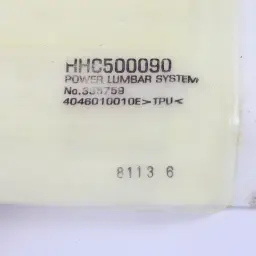 HHC500090
POWER LUMBAR SYSTEM
No.335759
4046010010E>TPU<
8113 6